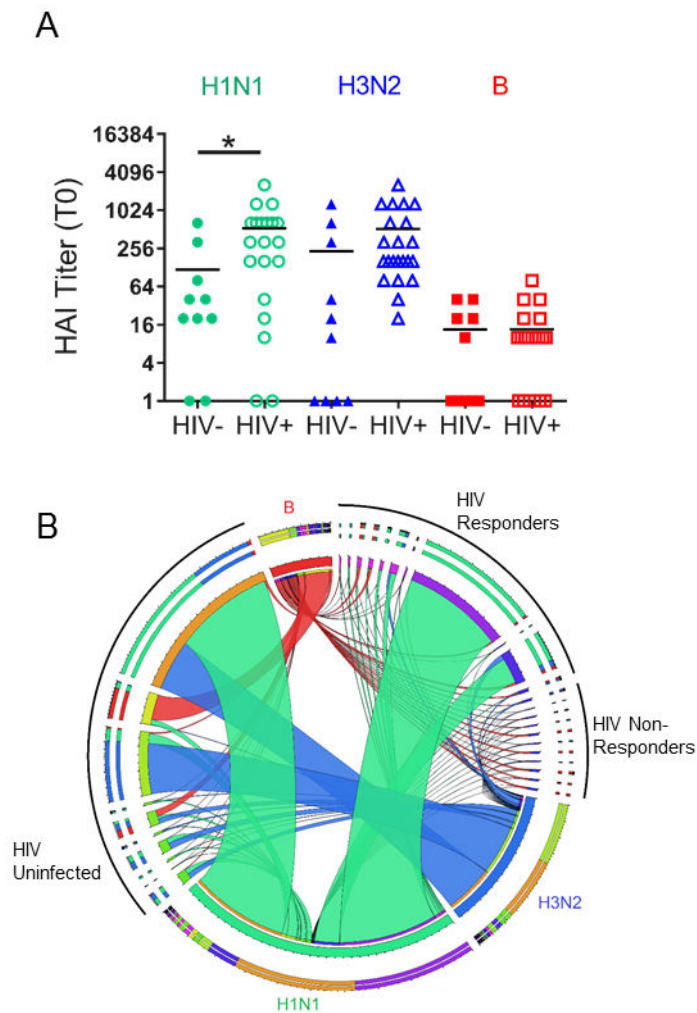 A
H1N1 H3N2 B
16384
4096
1024
256
64
16
4
1
HAI Titer (T0)
*
HIV- HIV+ HIV- HIV+ HIV- HIV+
B
B
HIV
Responders
HIV Non-
Responders
HIV
Uninfected
H3N2
H1N1